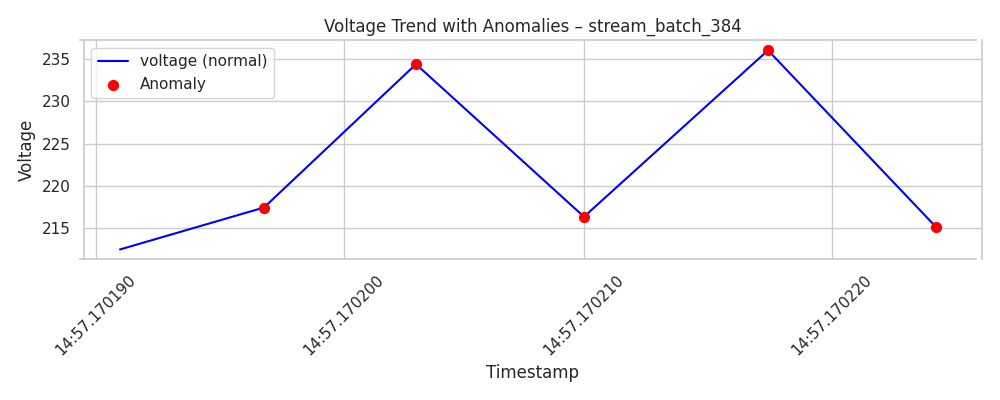 Voltage Trend with Anomalies – stream_batch_384
voltage (normal)
Anomaly
Voltage
235
230
225
220
215
14:57.170190
14:57.170200
14:57.170210
14:57.170220
Timestamp